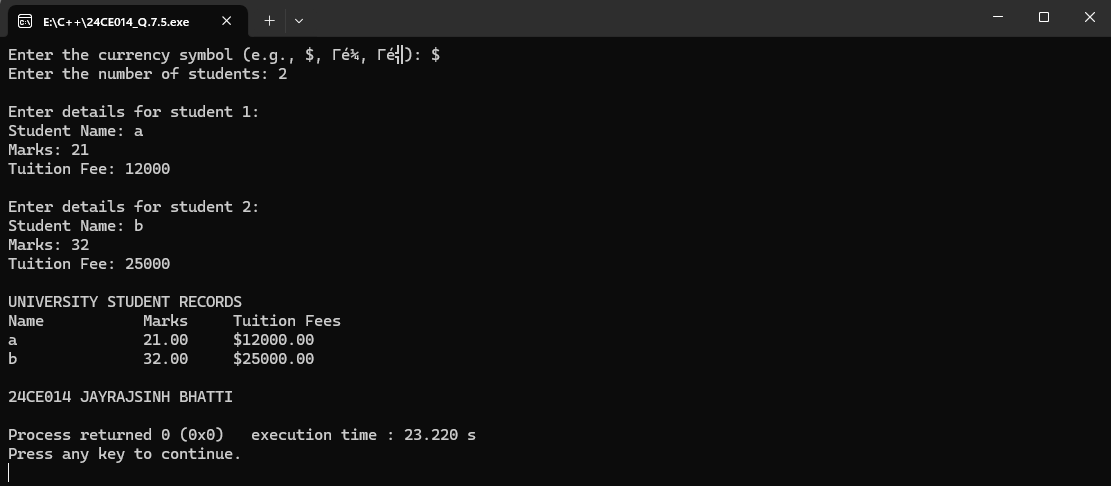 E:\C++\24CE014_Q.7.5.exe
Enter the currency symbol (e.g., $, Γé¼, Γé╣): $
Enter the number of students: 2
Enter details for student 1:
Student Name: a
Marks: 21
Tuition Fee: 12000
Enter details for student 2:
Student Name: b
Marks: 32
Tuition Fee: 25000
UNIVERSITY STUDENT RECORDS
Name Marks Tuition Fees
a 21.00 $12000.00
b 32.00 $25000.00
24CE014 JAYRAJSINH BHATTI
Process returned 0 (0x0) execution time : 23.220 s
Press any key to continue.